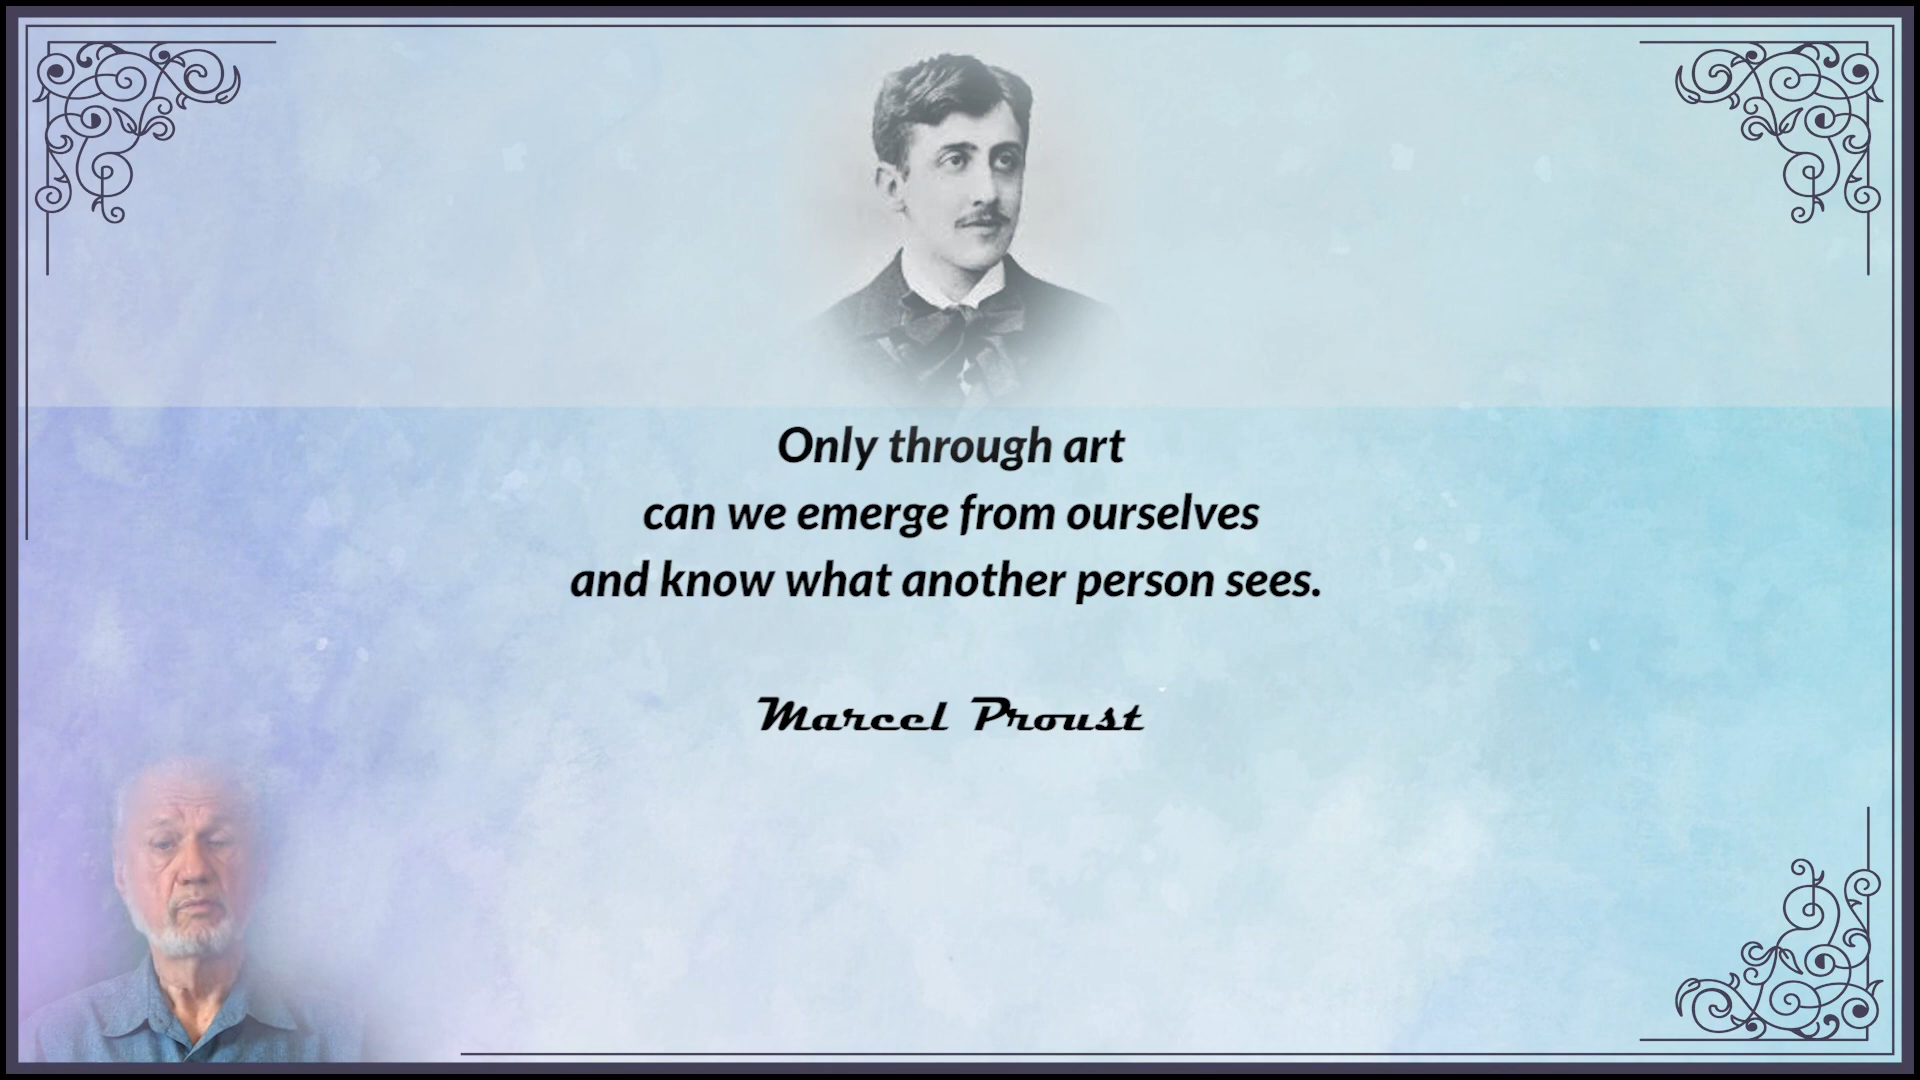 Only through art
can we emerge from ourselves
and know what another person sees.
Marcel Proust